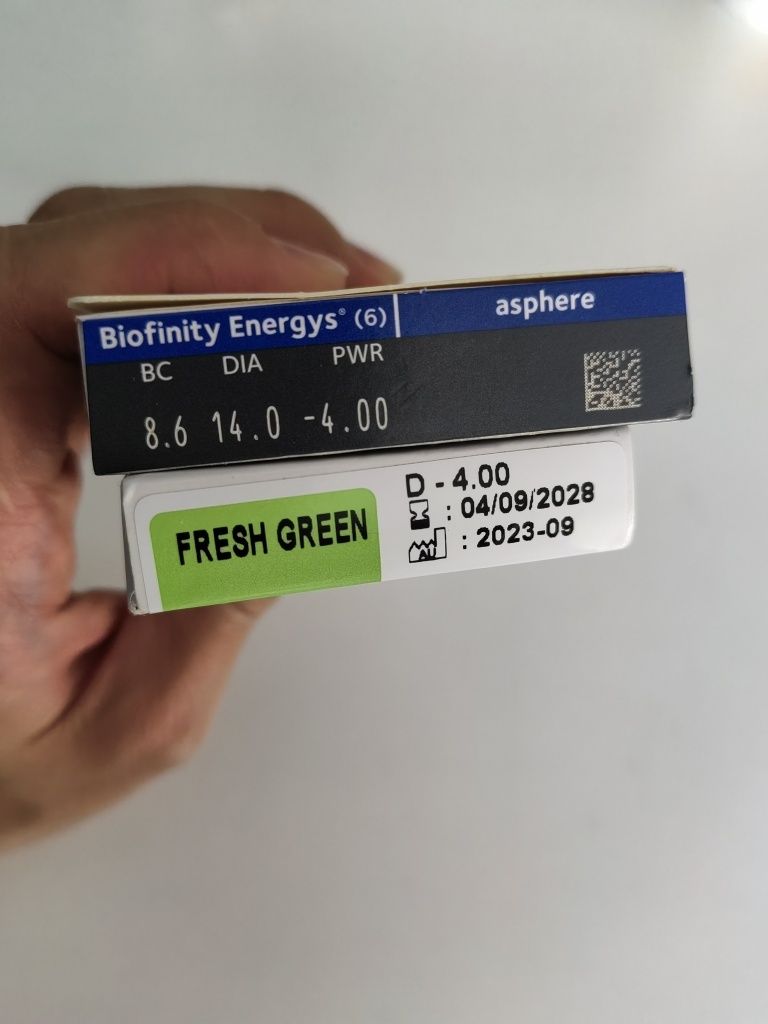 Biofinity Energys® (6) asphere
BC DIA PWR
8.6 14.0 -4.00
FRESH GREEN
D - 4.00
: 04/09/2028
: 2023-09